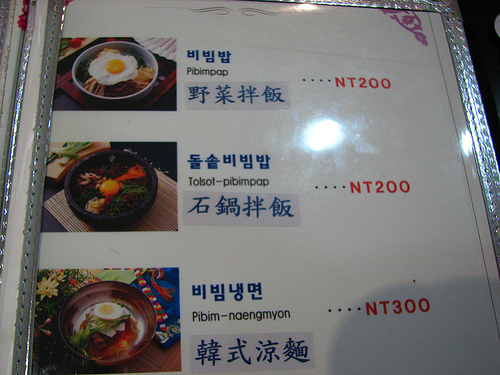 비빔밥
Pibimpap
野菜拌飯
····NT200
돌솥비빔밥
Tolsot-pibimpap
石鍋拌飯
····NT200
비빔냉면
Pibim-naengmyon
韓式涼麵
····NT300